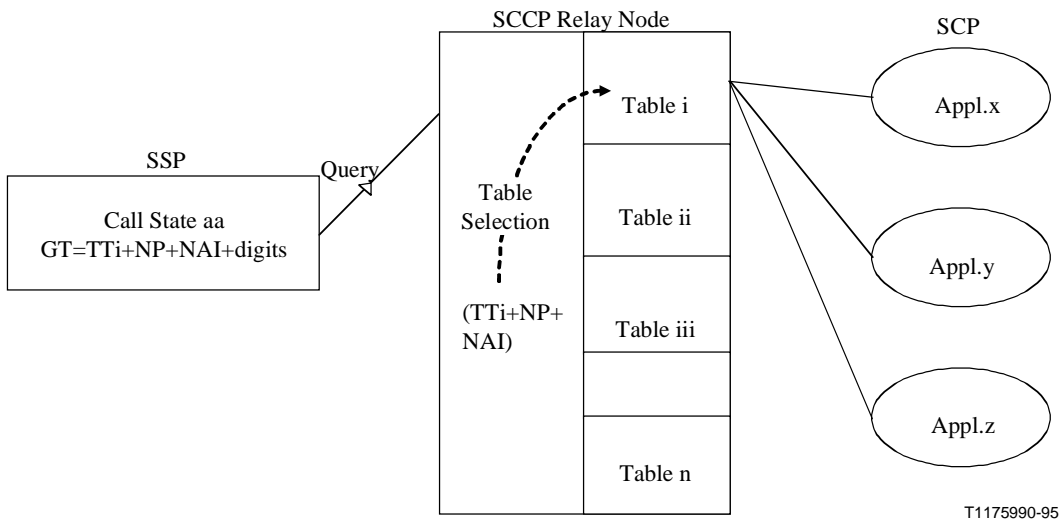 SCCP Relay Node
SCP
Table i
Appl.x
SSP
Query
Call State aa
GT=TTi+NP+NAI+digits
Table
Selection
Table ii
Appl.y
(TTi+NP+
NAI)
Table iii
Appl.z
Table n
T1175990-95